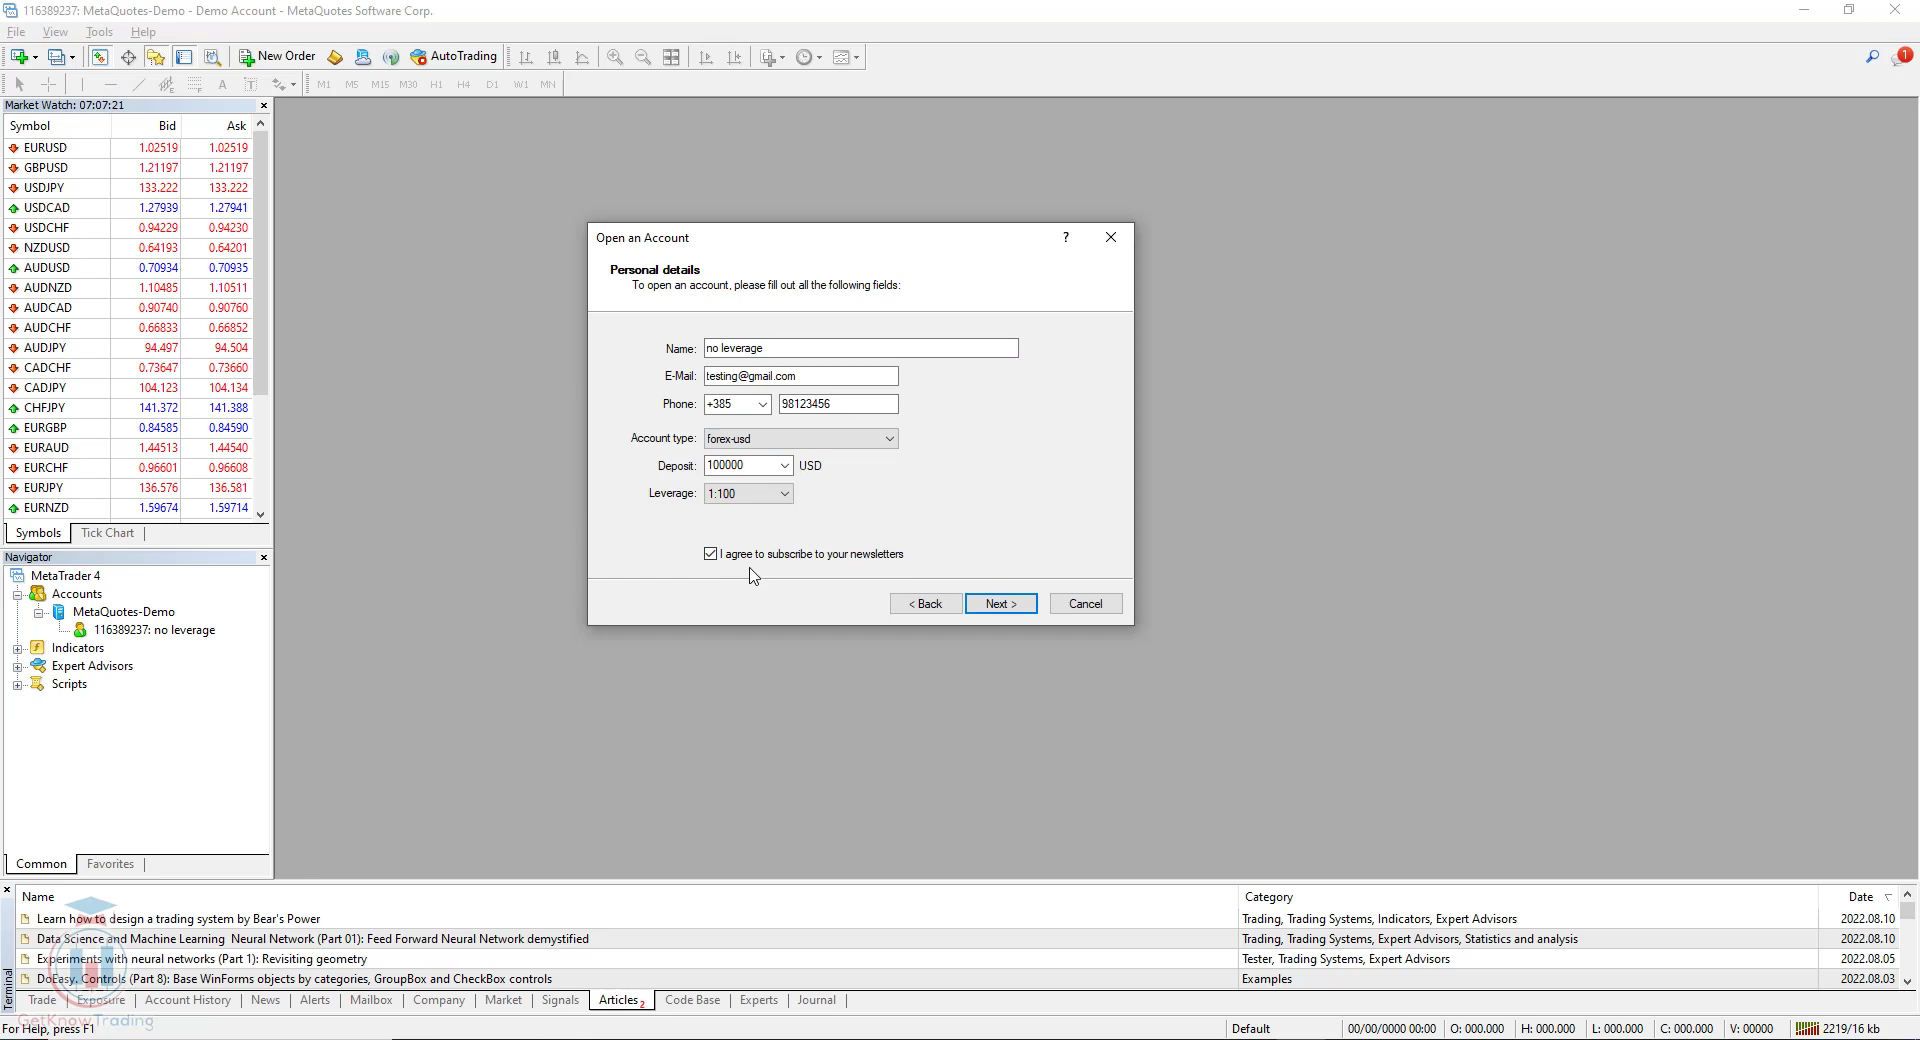 116389237: MetaQuotes-Demo - Demo Account - MetaQuotes Software Corp.
File View Tools Help
New Order AutoTrading 1
A T M1 M5 M15 M30 H1 H4 D1 W1 MN
Market Watch: 07:07:21
Symbol Bid Ask
EURUSD 1.02519 1.02519
GBPUSD 1.21197 1.21197
USDJPY 133.222 133.222
USDCAD 1.27939 1.27941
USDCHF 0.94229 0.94230
NZDUSD 0.64193 0.64201
AUDUSD 0.70934 0.70935
AUDNZD 1.10485 1.10511
AUDCAD 0.90740 0.90760
AUDCHF 0.66833 0.66852
AUDJPY 94.497 94.504
CADCHF 0.73647 0.73660
CADJPY 104.123 104.134
CHFJPY 141.372 141.388
EURGBP 0.84585 0.84590
EURAUD 1.44513 1.44540
EURCHF 0.96601 0.96608
EURJPY 136.576 136.581
EURNZD 1.59674 1.59714
Symbols Tick Chart
Navigator
MetaTrader 4
Accounts
MetaQuotes-Demo
116389237: no leverage
Indicators
Expert Advisors
Scripts
Common Favorites
Open an Account ?
Personal details
To open an account, please fill out all the following fields:
Name: no leverage
E-Mail: testing@gmail.com
Phone: +385 98123456
Account type: forex-usd
Deposit: 100000 USD
Leverage: 1:100
I agree to subscribe to your newsletters
< Back Next > Cancel
Name Category Date
Learn how to design a trading system by Bear's Power Trading, Trading Systems, Indicators, Expert Advisors 2022.08.10
Data Science and Machine Learning Neural Network (Part 01): Feed Forward Neural Network demystified Trading, Trading Systems, Expert Advisors, Statistics and analysis 2022.08.10
Experiments with neural networks (Part 1): Revisiting geometry Tester, Trading Systems, Expert Advisors 2022.08.05
DoEasy. Controls (Part 8): Base WinForms objects by categories, GroupBox and CheckBox controls Examples 2022.08.03
Terminal
Trade Exposure Account History News Alerts Mailbox Company Market Signals Articles 2 Code Base Experts Journal
GetKnowTrading
For Help, press F1 Default 00/00/0000 00:00 O: 000.000 H: 000.000 L: 000.000 C: 000.000 V: 00000 2219/16 kb